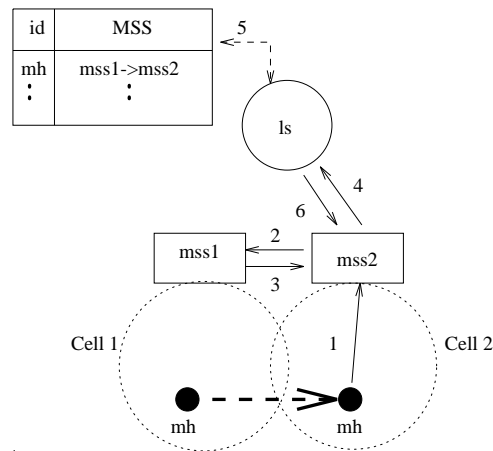 id MSS
5
mh mss1->mss2
ls
4
6
2
mss1
mss2
3
Cell 1
1
Cell 2
mh
mh